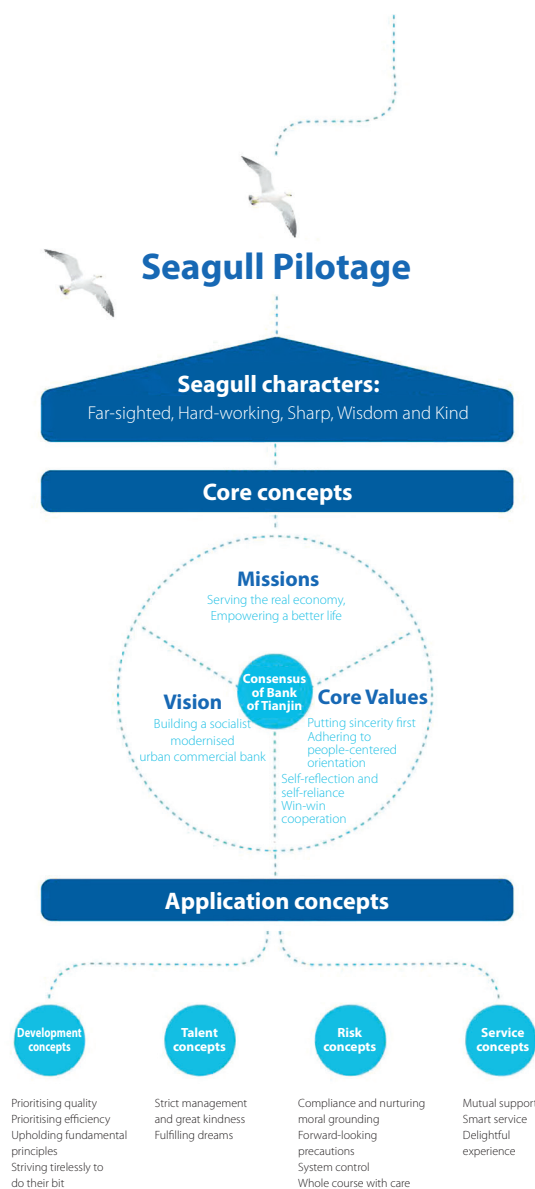 Seagull Pilotage
Seagull characters:
Far-sighted, Hard-working, Sharp, Wisdom and Kind
Core concepts
Missions
Serving the real economy,
Empowering a better life
Consensus
of Bank
of Tianjin
Vision
Building a socialist
modernised
urban commercial bank
Core Values
Putting sincerity first
Adhering to
people-centered
orientation
Self-reflection and
self-reliance
Win-win
cooperation
Application concepts
Development
concepts
Prioritising quality
Prioritising efficiency
Upholding fundamental
principles
Striving tirelessly to
do their bit
Talent
concepts
Strict management
and great kindness
Fulfilling dreams
Risk
concepts
Compliance and nurturing
moral grounding
Forward-looking
precautions
System control
Whole course with care
Service
concepts
Mutual support
Smart service
Delightful
experience